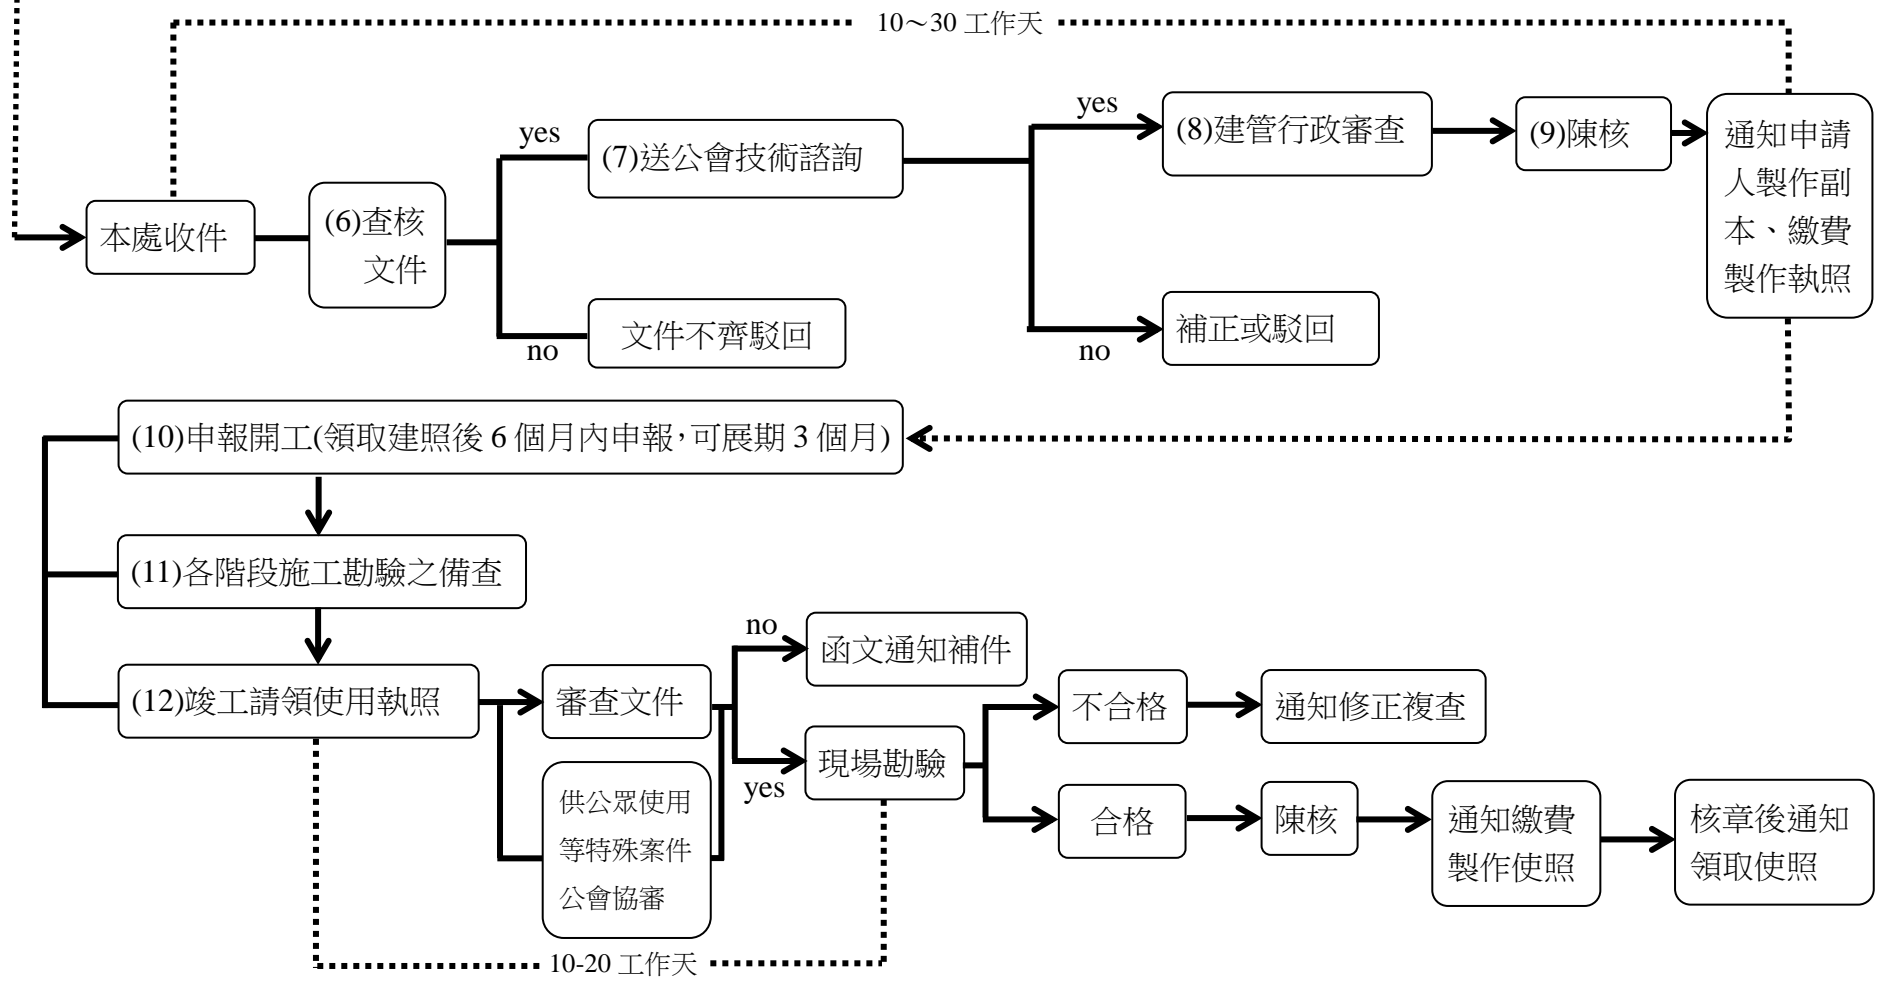 10～30 工作天
yes
(7)送公會技術諮詢
yes
(8)建管行政審查
(9)陳核
通知申請
人製作副
本、繳費
製作執照
本處收件
(6)查核
文件
no
文件不齊駁回
no
補正或駁回
(10)申報開工(領取建照後 6 個月內申報，可展期 3 個月)
(11)各階段施工勘驗之備查
(12)竣工請領使用執照
審查文件
供公眾使用
等特殊案件
公會協審
no
函文通知補件
yes
現場勘驗
不合格
通知修正複查
合格
陳核
通知繳費
製作使照
核章後通知
領取使照
10-20 工作天